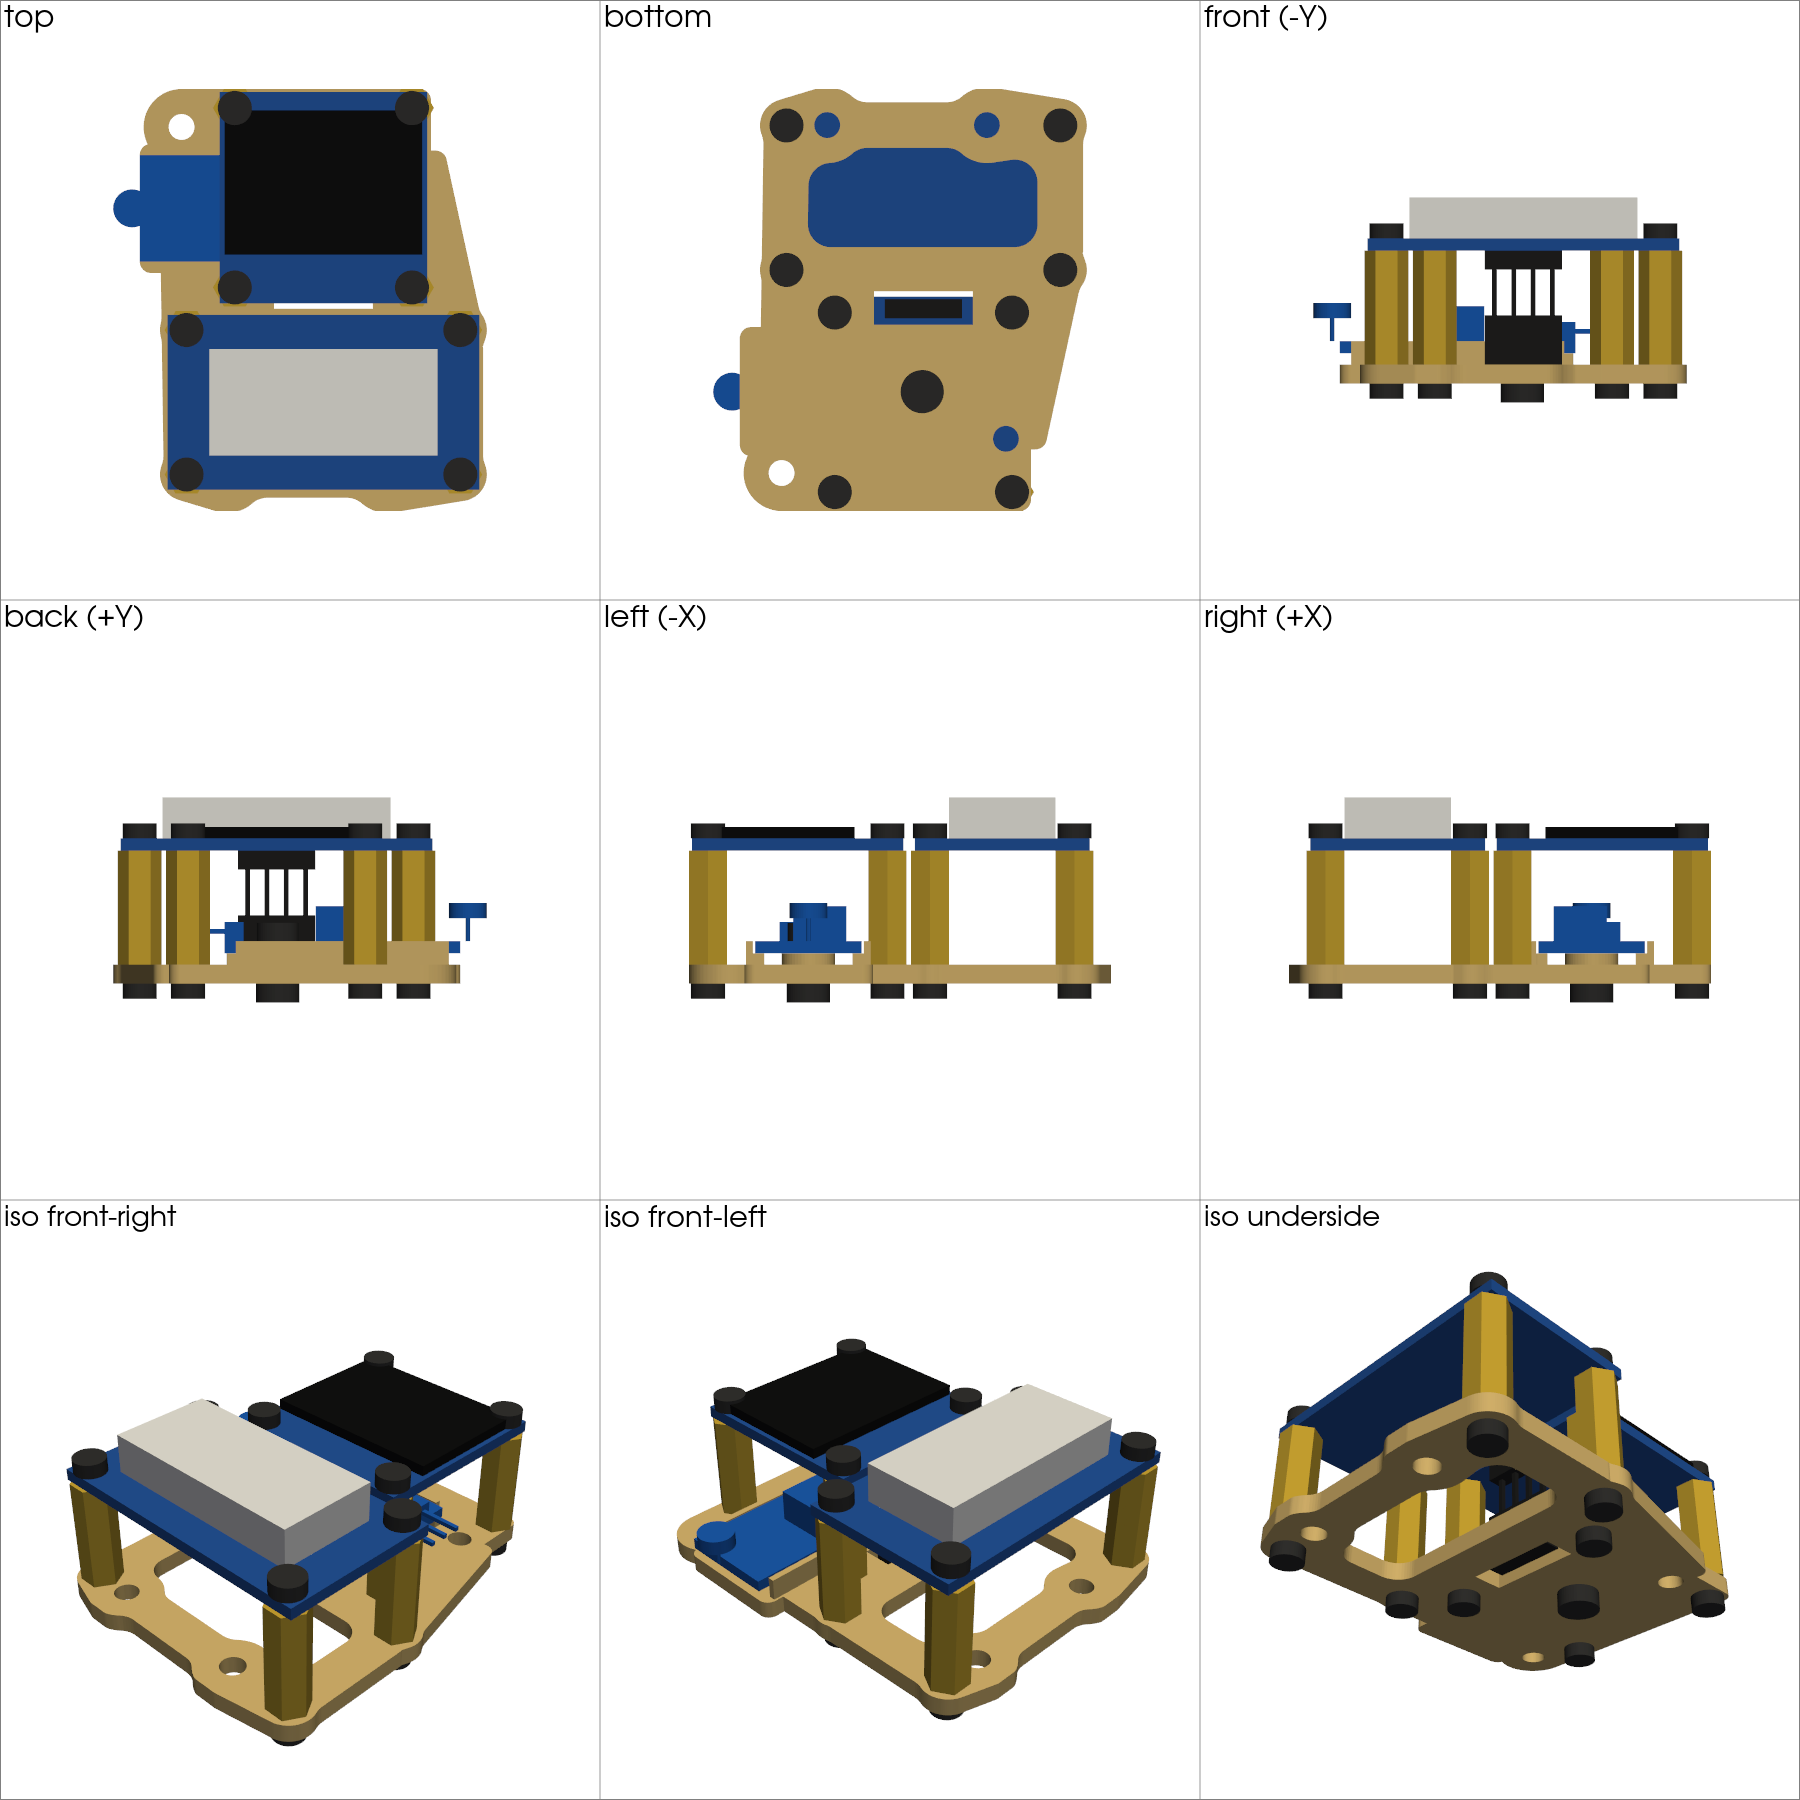 top
bottom
front (-Y)
back (+Y)
left (-X)
right (+X)
iso front-right
iso front-left
iso underside